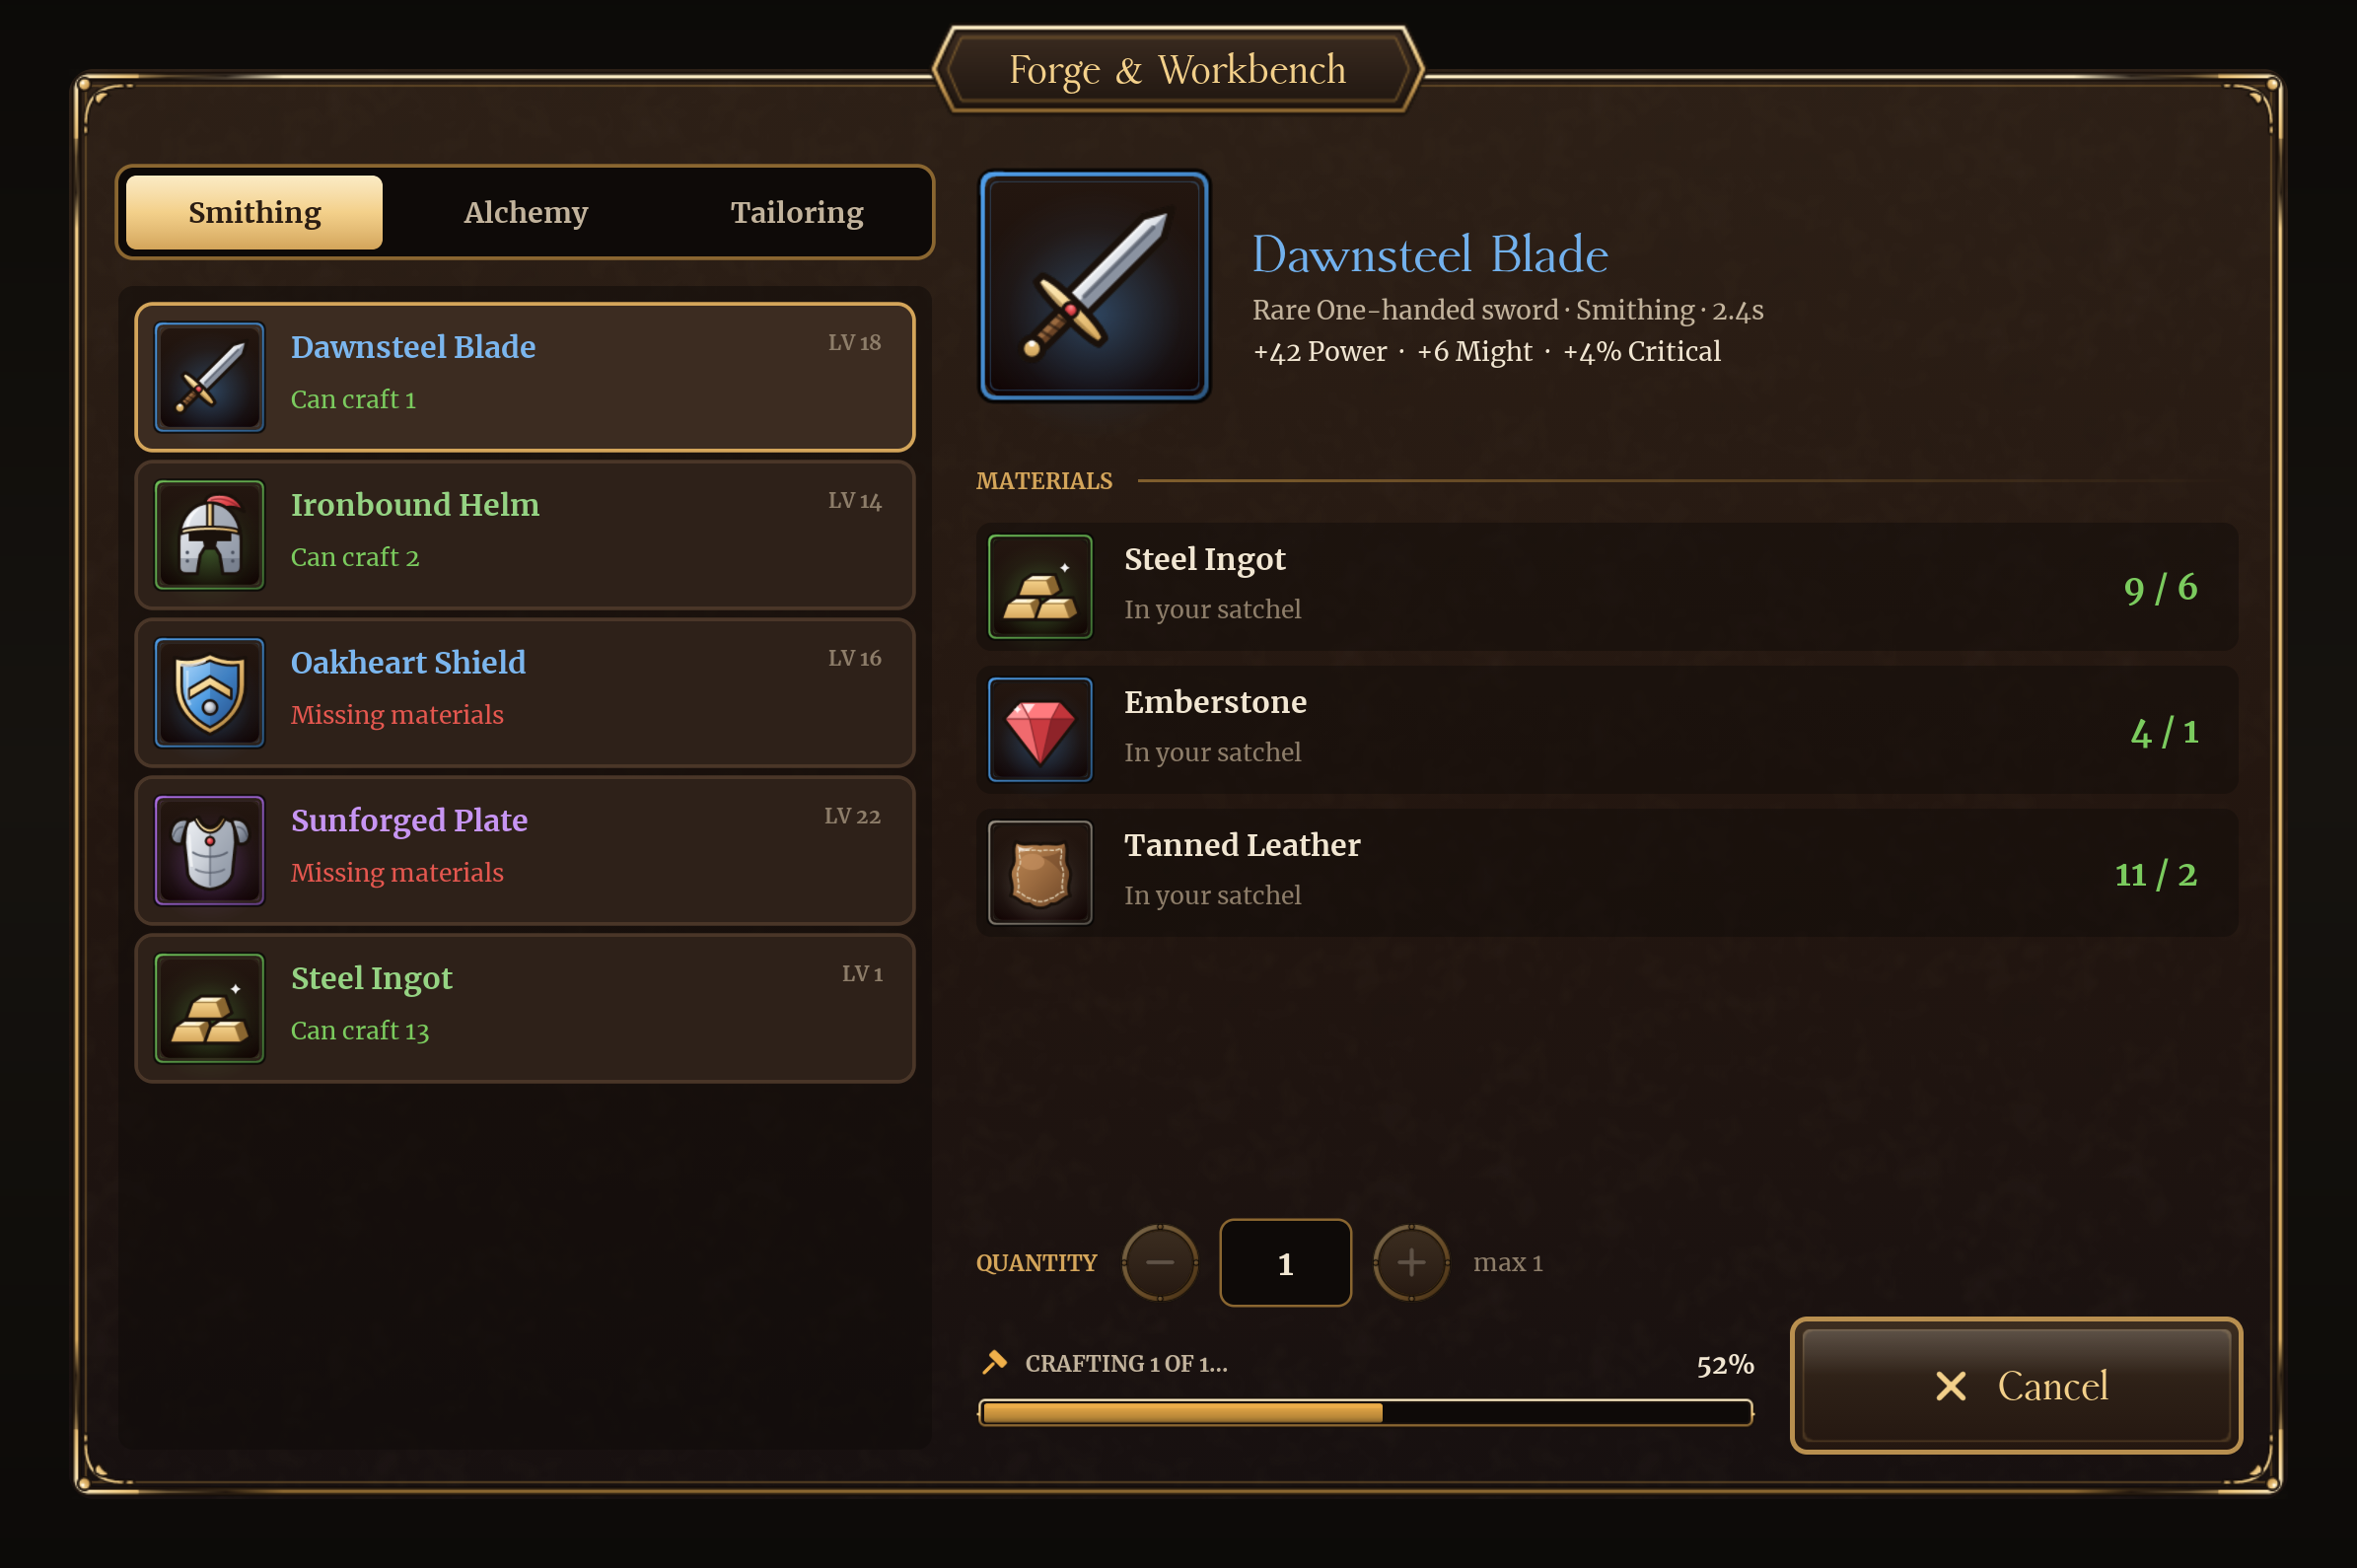 Forge & Workbench
Smithing
Alchemy
Tailoring
Dawnsteel Blade
LV 18
Can craft 1
Ironbound Helm
LV 14
Can craft 2
Oakheart Shield
LV 16
Missing materials
Sunforged Plate
LV 22
Missing materials
Steel Ingot
LV 1
Can craft 13
Dawnsteel Blade
Rare One-handed sword · Smithing · 2.4s
+42 Power · +6 Might · +4% Critical
MATERIALS
Steel Ingot
In your satchel
9 / 6
Emberstone
In your satchel
4 / 1
Tanned Leather
In your satchel
11 / 2
QUANTITY
1
max 1
CRAFTING 1 OF 1...
52%
Cancel